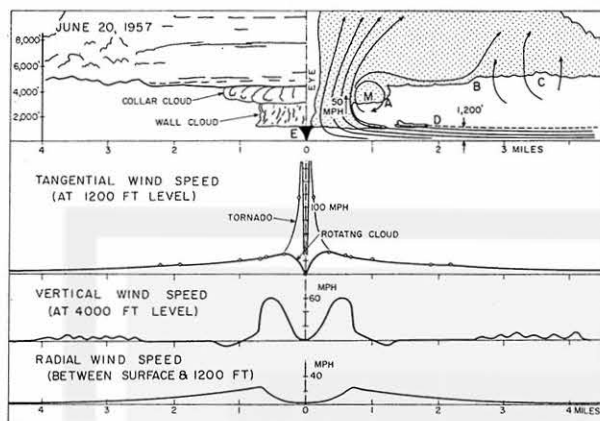 JUNE 20, 1957
8,000'
6,000'
4,000'
2,000'
COLLAR CLOUD
WALL CLOUD
EYE
50 MPH
M
A
B
C
D
E
1,200'
4 3 2 1 0 1 2 3 MILES
TANGENTIAL WIND SPEED
(AT 1200 FT LEVEL)
TORNADO
100 MPH
ROTATNG CLOUD
VERTICAL WIND SPEED
(AT 4000 FT LEVEL)
MPH
60
RADIAL WIND SPEED
(BETWEEN SURFACE & 1200 FT)
MPH
40
4 3 2 1 0 1 2 3 4 MILES